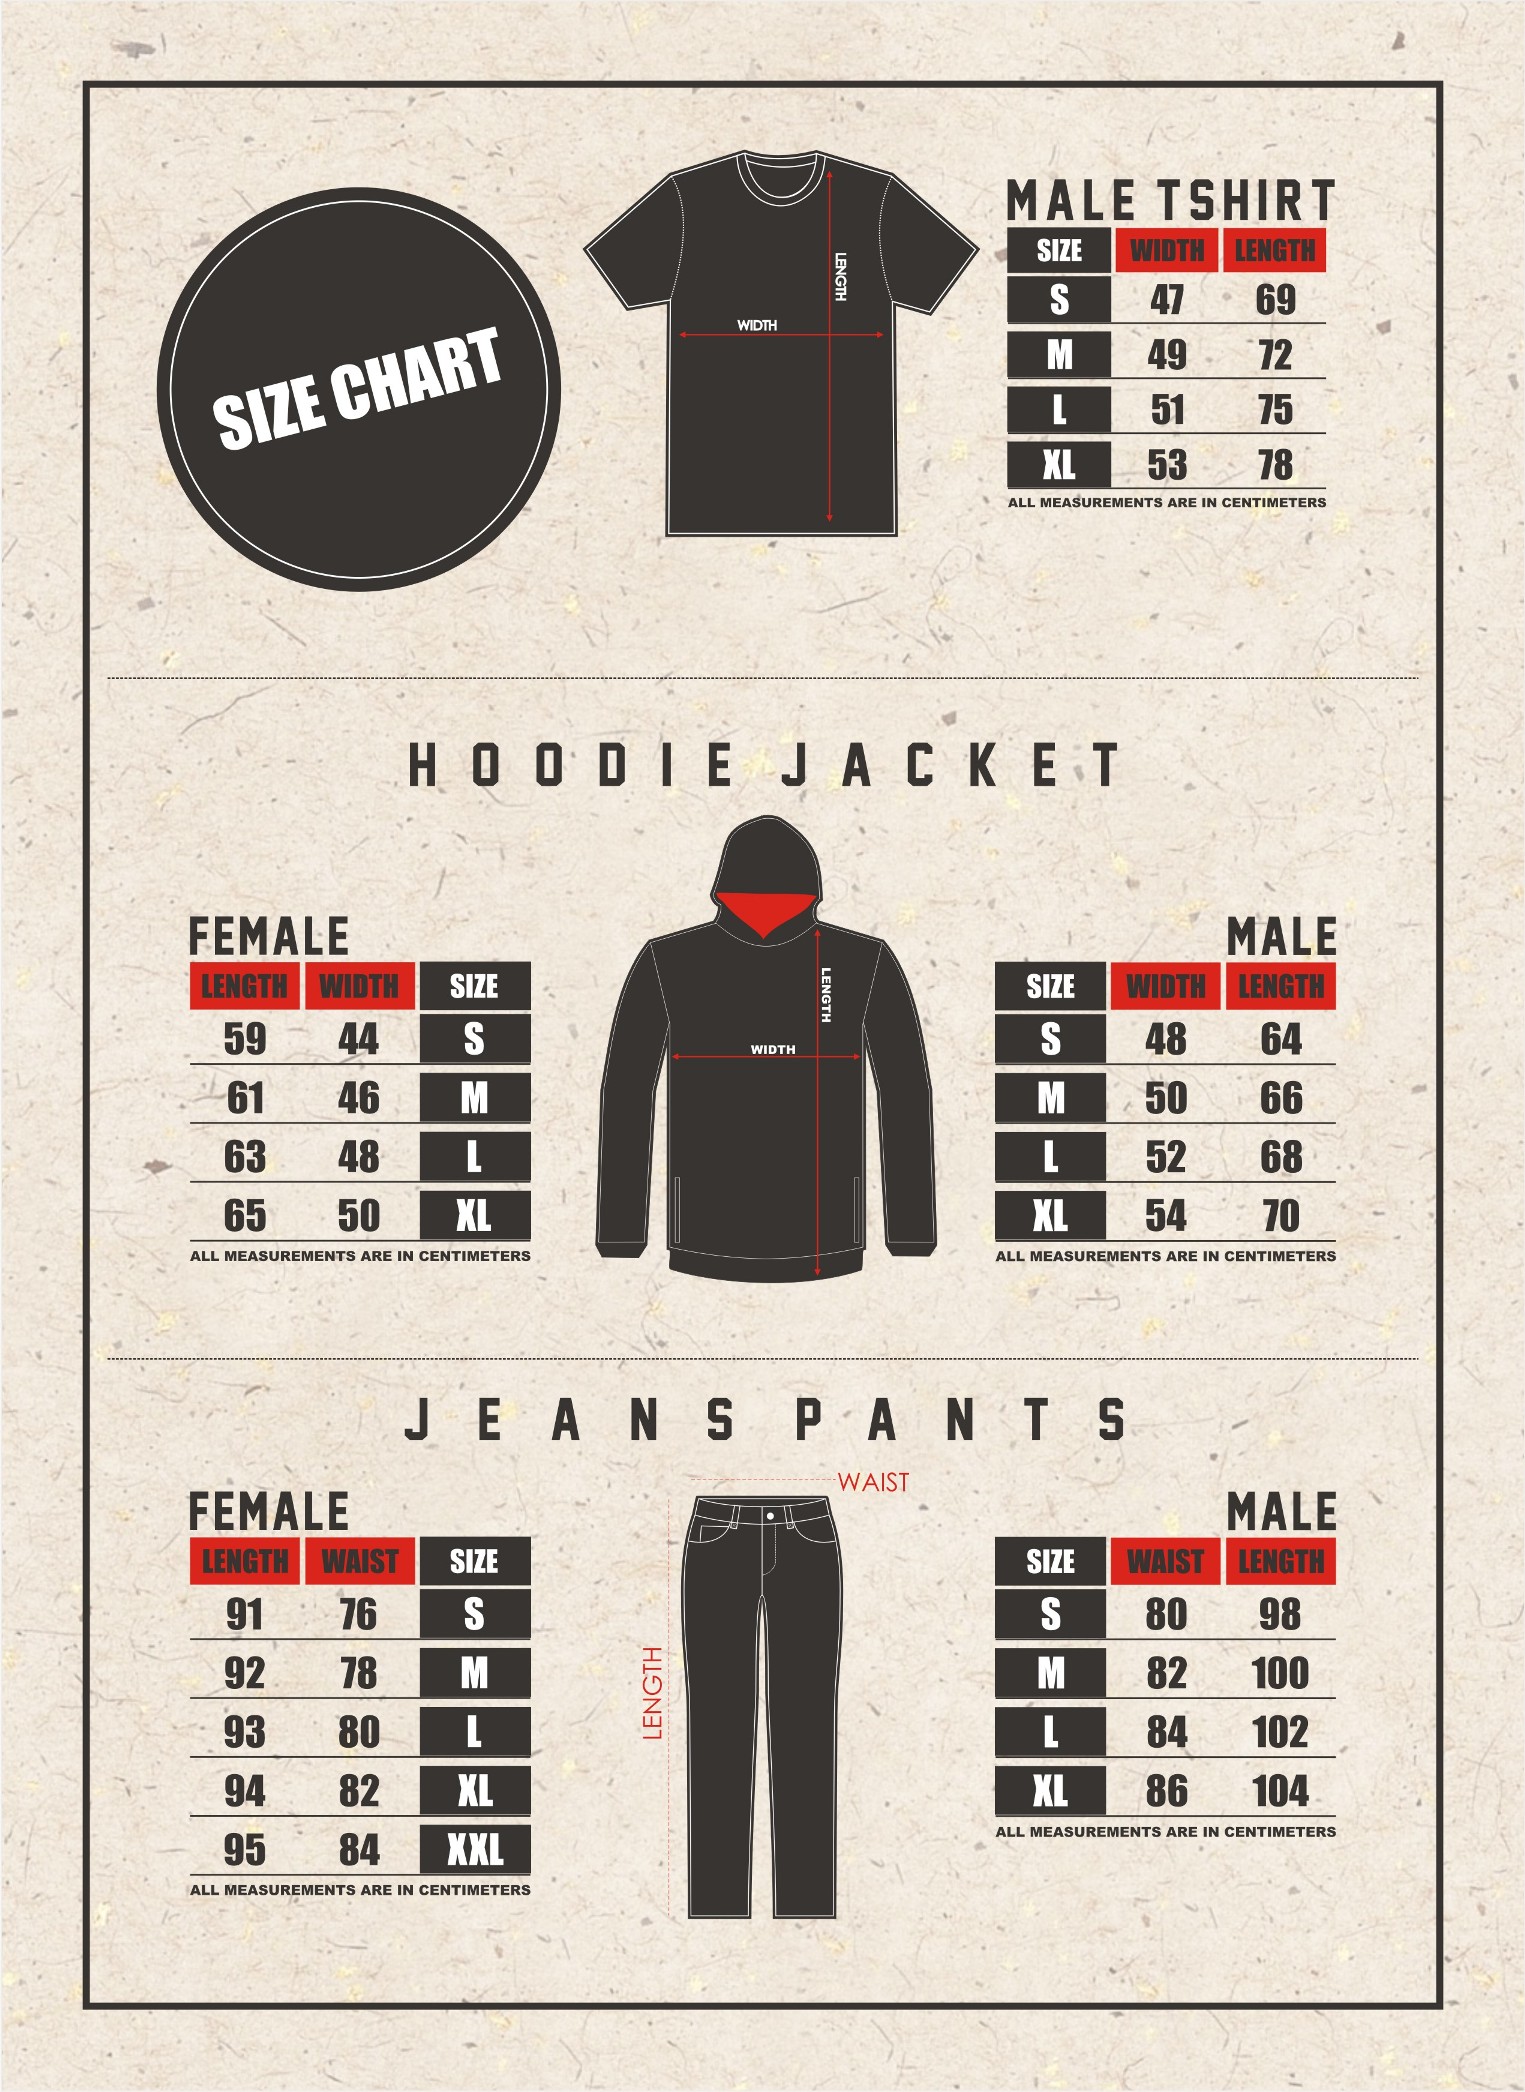 SIZE CHART
WIDTH
LENGTH
MALE TSHIRT
SIZE WIDTH LENGTH
S 47 69
M 49 72
L 51 75
XL 53 78
ALL MEASUREMENTS ARE IN CENTIMETERS
HOODIE JACKET
FEMALE
LENGTH WIDTH SIZE
59 44 S
61 46 M
63 48 L
65 50 XL
ALL MEASUREMENTS ARE IN CENTIMETERS
LENGTH
WIDTH
MALE
SIZE WIDTH LENGTH
S 48 64
M 50 66
L 52 68
XL 54 70
ALL MEASUREMENTS ARE IN CENTIMETERS
JEANS PANTS
FEMALE
LENGTH WAIST SIZE
91 76 S
92 78 M
93 80 L
94 82 XL
95 84 XXL
ALL MEASUREMENTS ARE IN CENTIMETERS
WAIST
LENGTH
MALE
SIZE WAIST LENGTH
S 80 98
M 82 100
L 84 102
XL 86 104
ALL MEASUREMENTS ARE IN CENTIMETERS